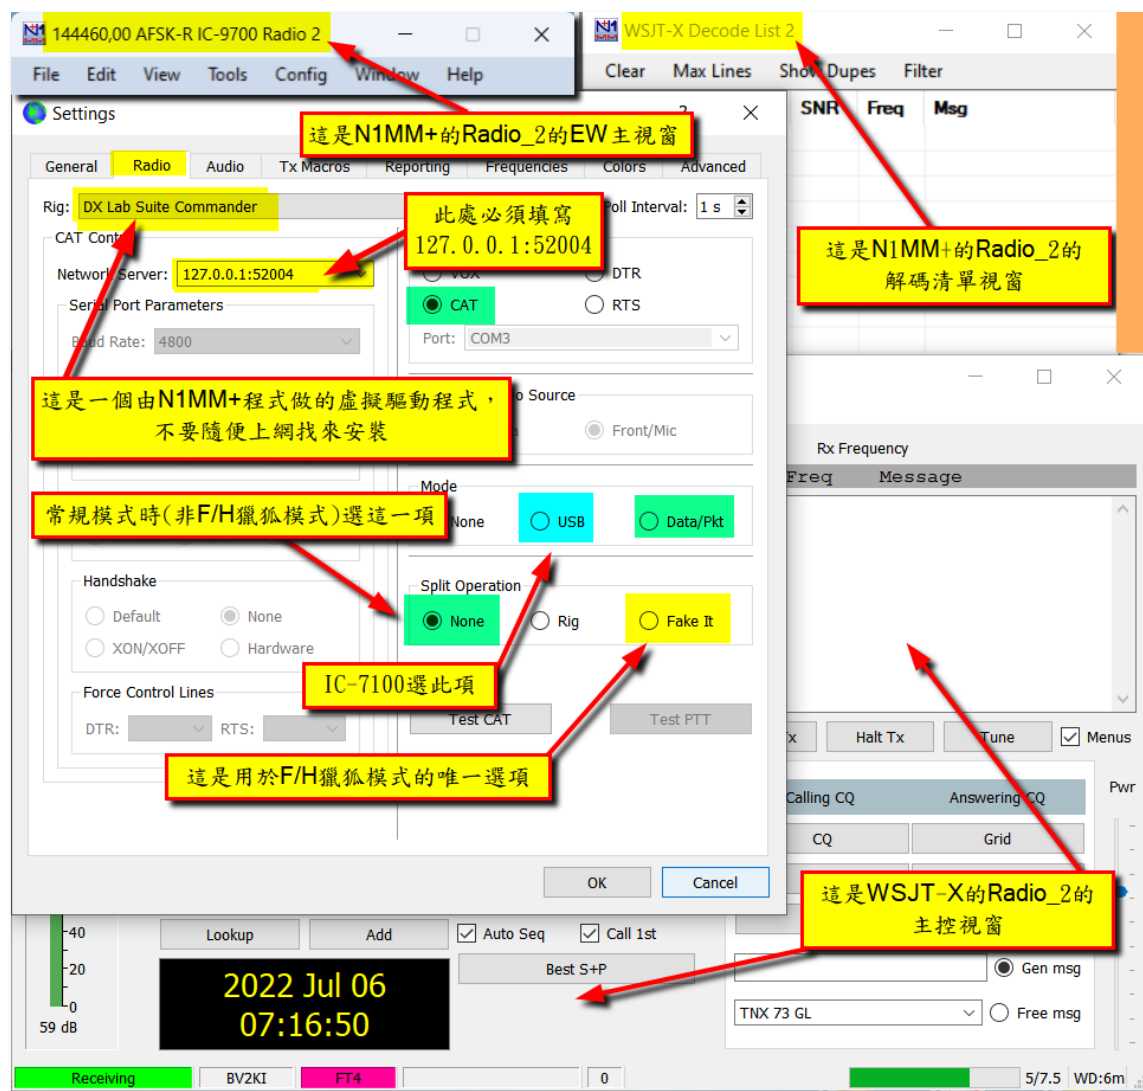 144460,00 AFSK-R IC-9700 Radio 2
File Edit View Tools Config Window Help
WSJT-X Decode List 2
Clear Max Lines Show Dupes Filter
SNR Freq Msg
Settings
這是N1MM+的Radio_2的EW主視窗
General Radio Audio Tx Macros Reporting Frequencies Colors Advanced
Rig: DX Lab Suite Commander
Poll Interval: 1 s
此處必須填寫
127.0.0.1:52004
CAT Cont
Network Server: 127.0.0.1:52004
VOX DTR
Serial Port Parameters
CAT RTS
Baud Rate: 4800
Port: COM3
這是N1MM+的Radio_2的
解碼清單視窗
這是一個由N1MM+程式做的虛擬驅動程式，
不要隨便上網找來安裝
Source
Front/Mic
Rx Frequency
Freq Message
Mode
None USB Data/Pkt
常規模式時(非F/H獵狐模式)選這一項
Handshake
Default None
XON/XOFF Hardware
Split Operation
None Rig Fake It
IC-7100選此項
Force Control Lines
DTR: RTS:
Test CAT Test PTT
這是用於F/H獵狐模式的唯一選項
Halt Tx Tune Menus
Calling CQ Answering CQ Pwr
CQ Grid
OK Cancel
這是WSJT-X的Radio_2的
主控視窗
-40
-20
-0
59 dB
Lookup Add
Auto Seq Call 1st
Best S+P
2022 Jul 06
07:16:50
Gen msg
TNX 73 GL Free msg
Receiving BV2KI FT4 0 5/7.5 WD:6m